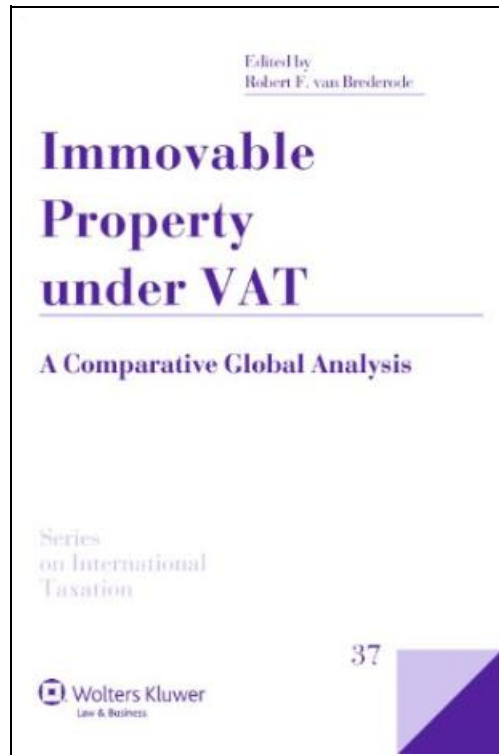 Edited by
Robert F. van Brederode
Immovable
Property
under VAT
A Comparative Global Analysis
Series
on International
Taxation
37
Wolters Kluwer
Law & Business